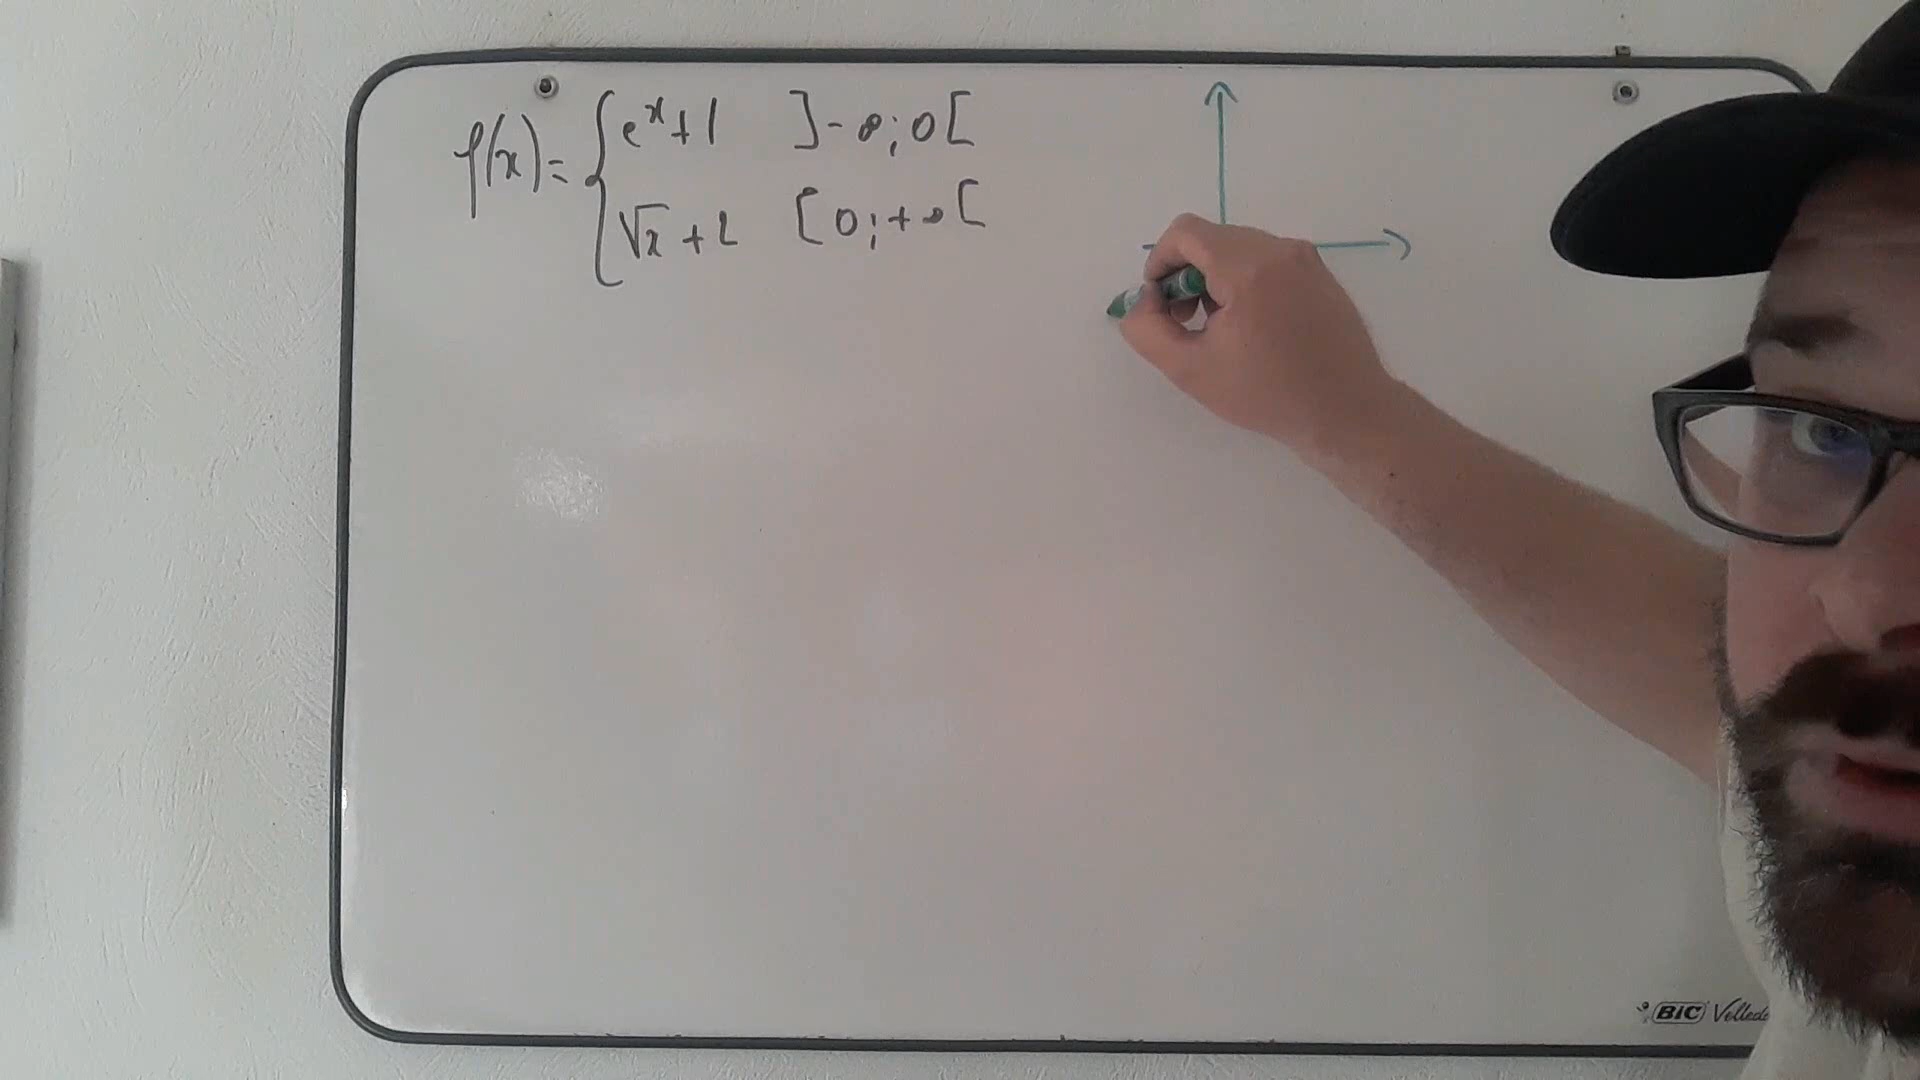 f(x) = { e^x + 1   ]-∞; 0[
√x + 2   [0; +∞[
BIC Velleda